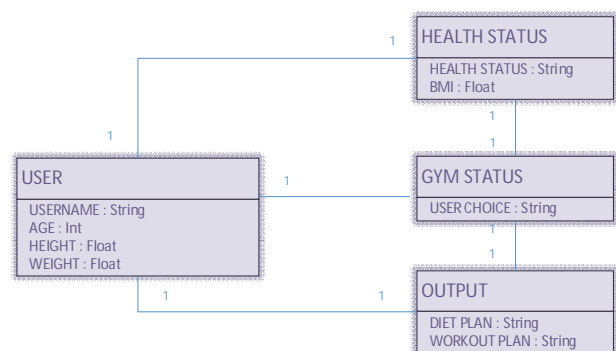 1
HEALTH STATUS
HEALTH STATUS : String
BMI : Float
1
1
1
USER
USERNAME : String
AGE : Int
HEIGHT : Float
WEIGHT : Float
1
GYM STATUS
USER CHOICE : String
1
1
1
1
OUTPUT
DIET PLAN : String
WORKOUT PLAN : String